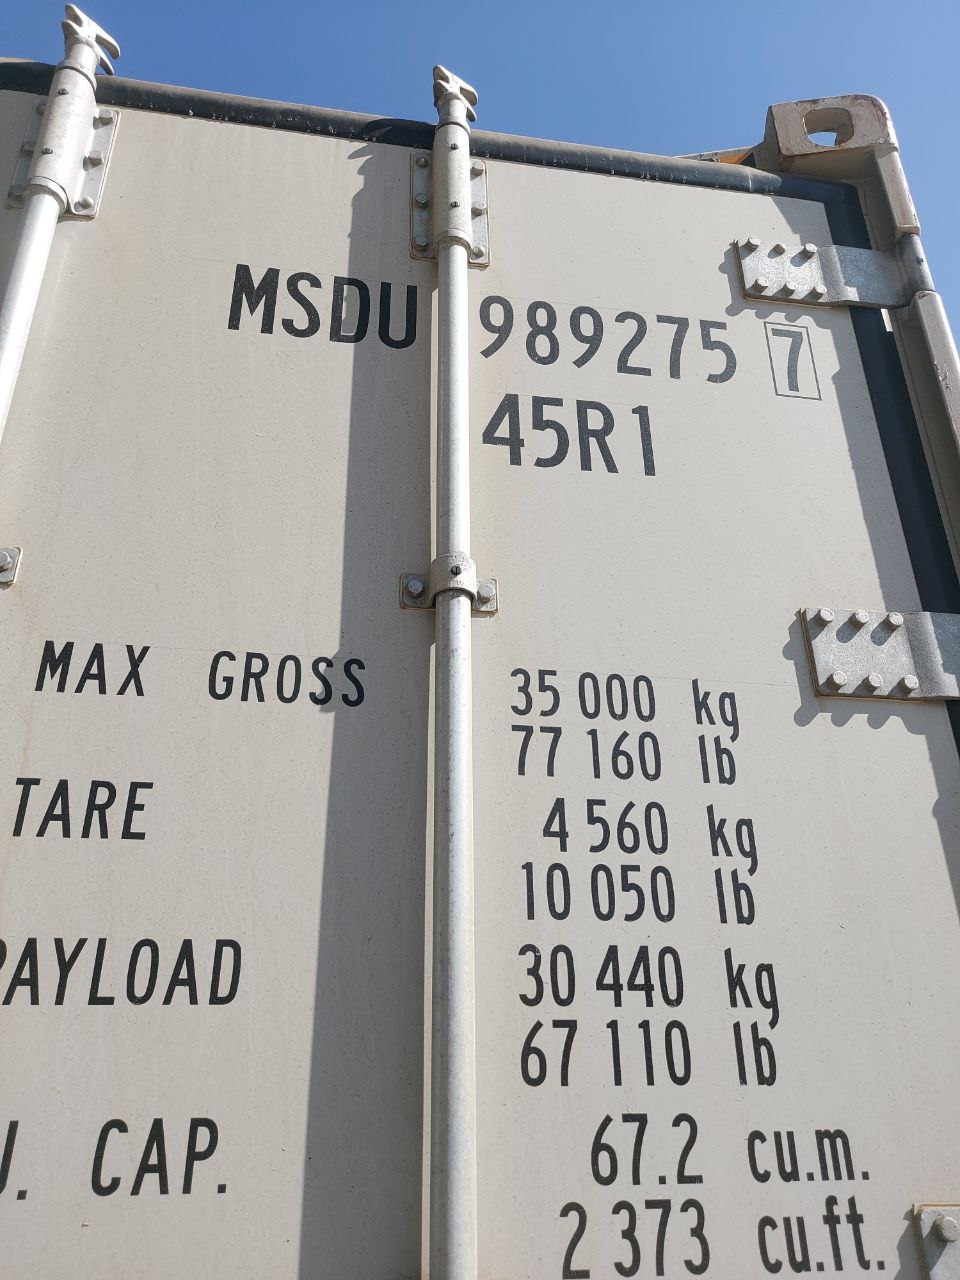 MSDU 989275 7
45R1
MAX GROSS 35 000 kg
77 160 lb
TARE 4 560 kg
10 050 lb
PAYLOAD 30 440 kg
67 110 lb
U. CAP. 67.2 cu.m.
2 373 cu.ft.